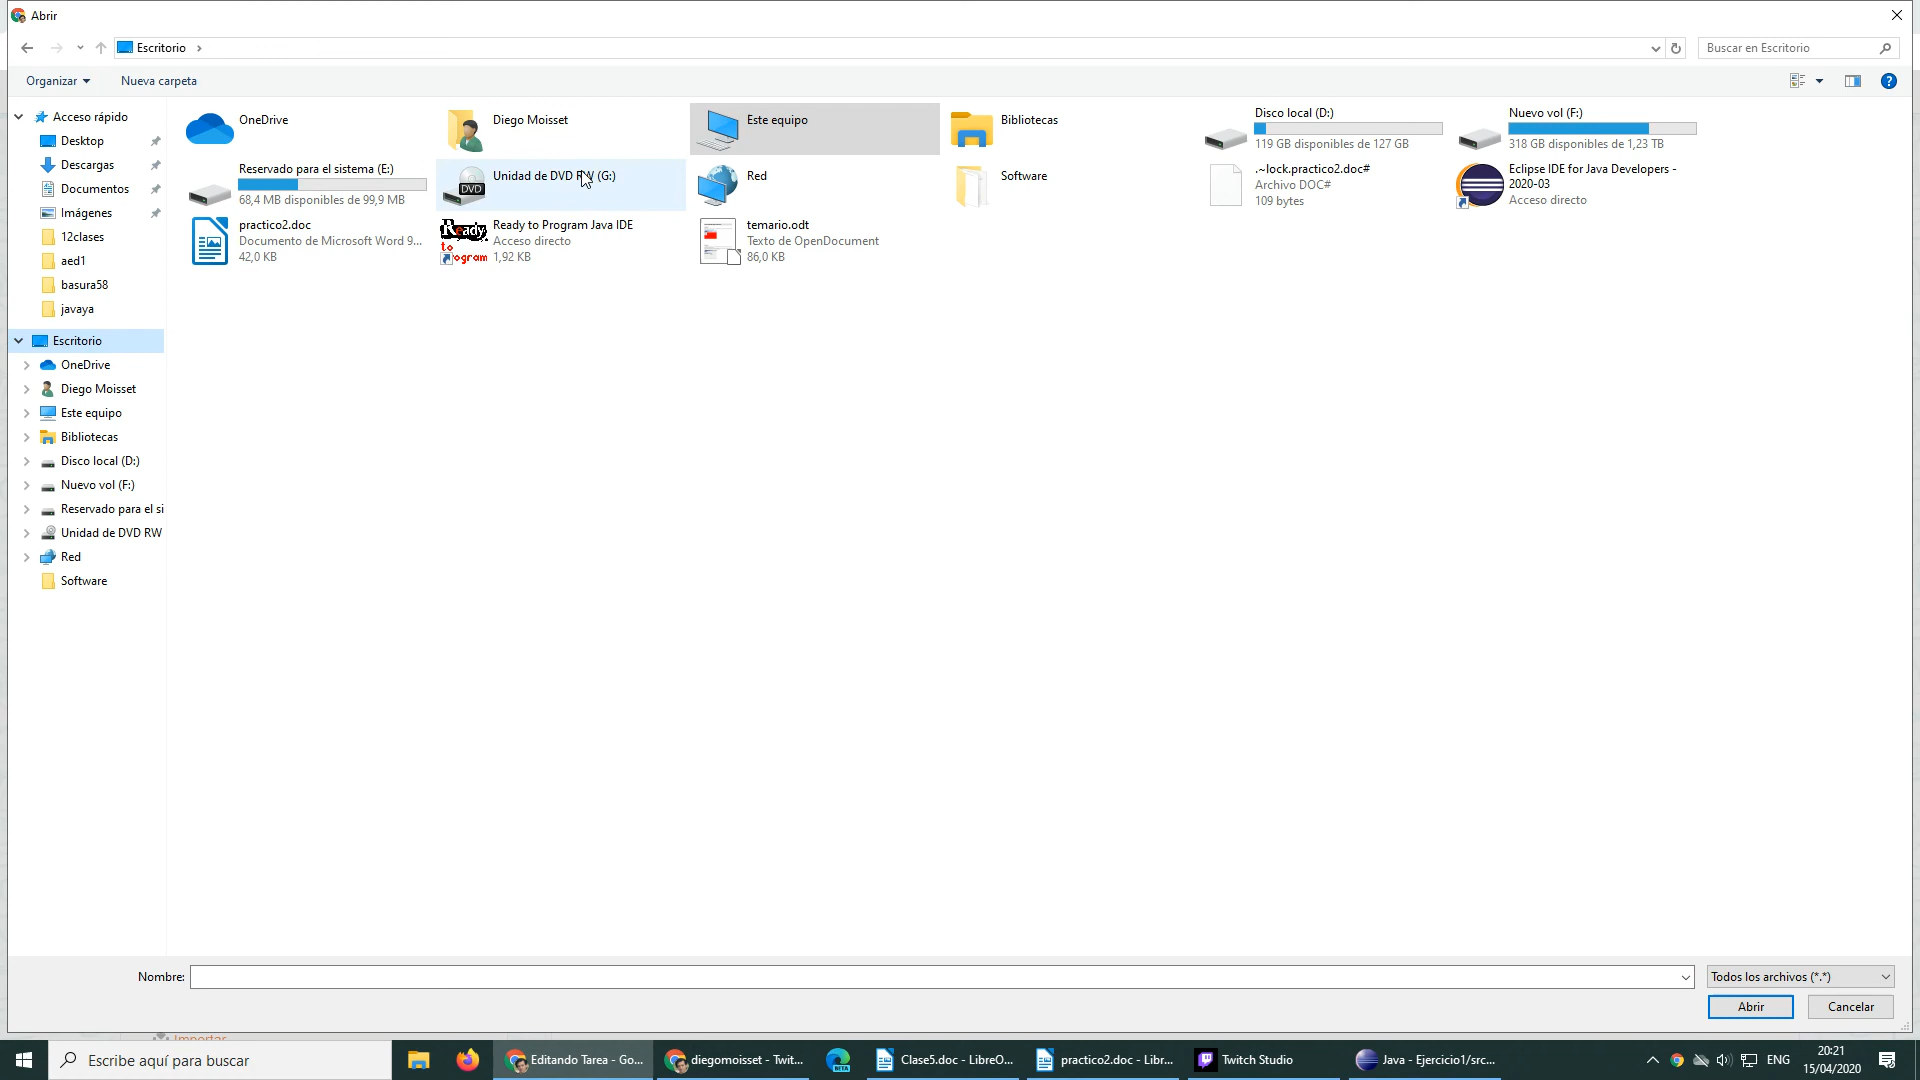 Abrir
Escritorio
Buscar en Escritorio
Organizar
Nueva carpeta
Acceso rápido
Desktop
Descargas
Documentos
Imágenes
12clases
aed1
basura58
javaya
Escritorio
OneDrive
Diego Moisset
Este equipo
Bibliotecas
Disco local (D:)
Nuevo vol (F:)
Reservado para el si
Unidad de DVD RW
Red
Software
OneDrive
Diego Moisset
Este equipo
Bibliotecas
Disco local (D:)
119 GB disponibles de 127 GB
Nuevo vol (F:)
318 GB disponibles de 1,23 TB
Reservado para el sistema (E:)
68,4 MB disponibles de 99,9 MB
DVD
Unidad de DVD RW (G:)
Red
Software
.~lock.practico2.doc#
Archivo DOC#
109 bytes
Eclipse IDE for Java Developers -
2020-03
Acceso directo
practico2.doc
Documento de Microsoft Word 9...
42,0 KB
Ready
to
Program
Ready to Program Java IDE
Acceso directo
1,92 KB
temario.odt
Texto de OpenDocument
86,0 KB
Nombre:
Todos los archivos (*.*)
Abrir
Cancelar
Importar
Escribe aquí para buscar
Editando Tarea - Go...
diegomoisset - Twit...
BETA
Clase5.doc - LibreO...
practico2.doc - Libr...
Twitch Studio
Java - Ejercicio1/src...
ENG
20:21
15/04/2020